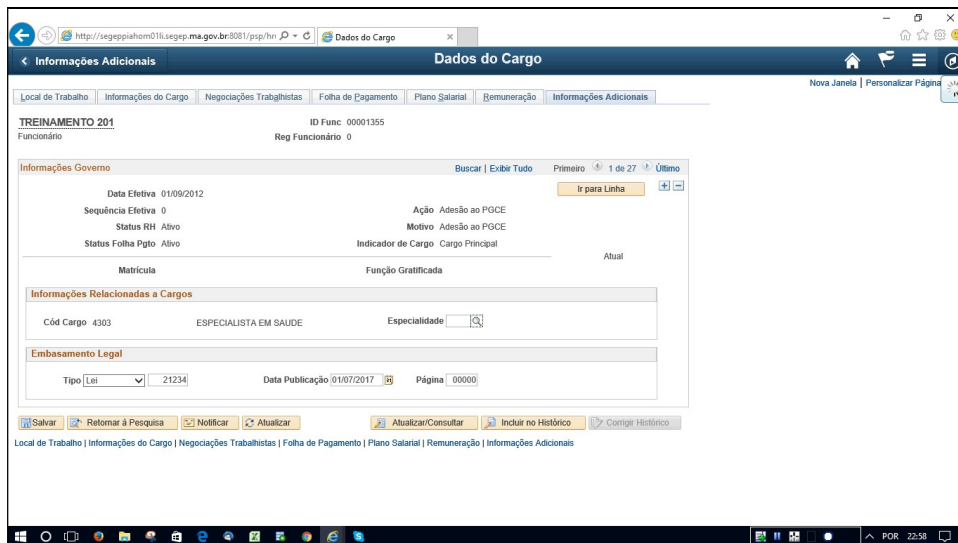 http://segeppiahom01li.segep.ma.gov.br:8081/psp/hn
Dados do Cargo
Informações Adicionais
Dados do Cargo
Nova Janela | Personalizar Página
Local de Trabalho Informações do Cargo Negociações Trabalhistas Folha de Pagamento Plano Salarial Remuneração Informações Adicionais
TREINAMENTO 201 ID Func 00001355
Funcionário Reg Funcionário 0
Informações Governo Buscar | Exibir Tudo Primeiro 1 de 27 Último
Ir para Linha
Data Efetiva 01/09/2012
Sequência Efetiva 0 Ação Adesão ao PGCE
Status RH Ativo Motivo Adesão ao PGCE
Status Folha Pgto Ativo Indicador de Cargo Cargo Principal
Atual
Matrícula Função Gratificada
Informações Relacionadas a Cargos
Cód Cargo 4303 ESPECIALISTA EM SAUDE Especialidade
Embasamento Legal
Tipo Lei 21234 Data Publicação 01/07/2017 Página 00000
Salvar Retornar à Pesquisa Notificar Atualizar Atualizar/Consultar Incluir no Histórico Corrigir Histórico
Local de Trabalho | Informações do Cargo | Negociações Trabalhistas | Folha de Pagamento | Plano Salarial | Remuneração | Informações Adicionais
POR 22:58